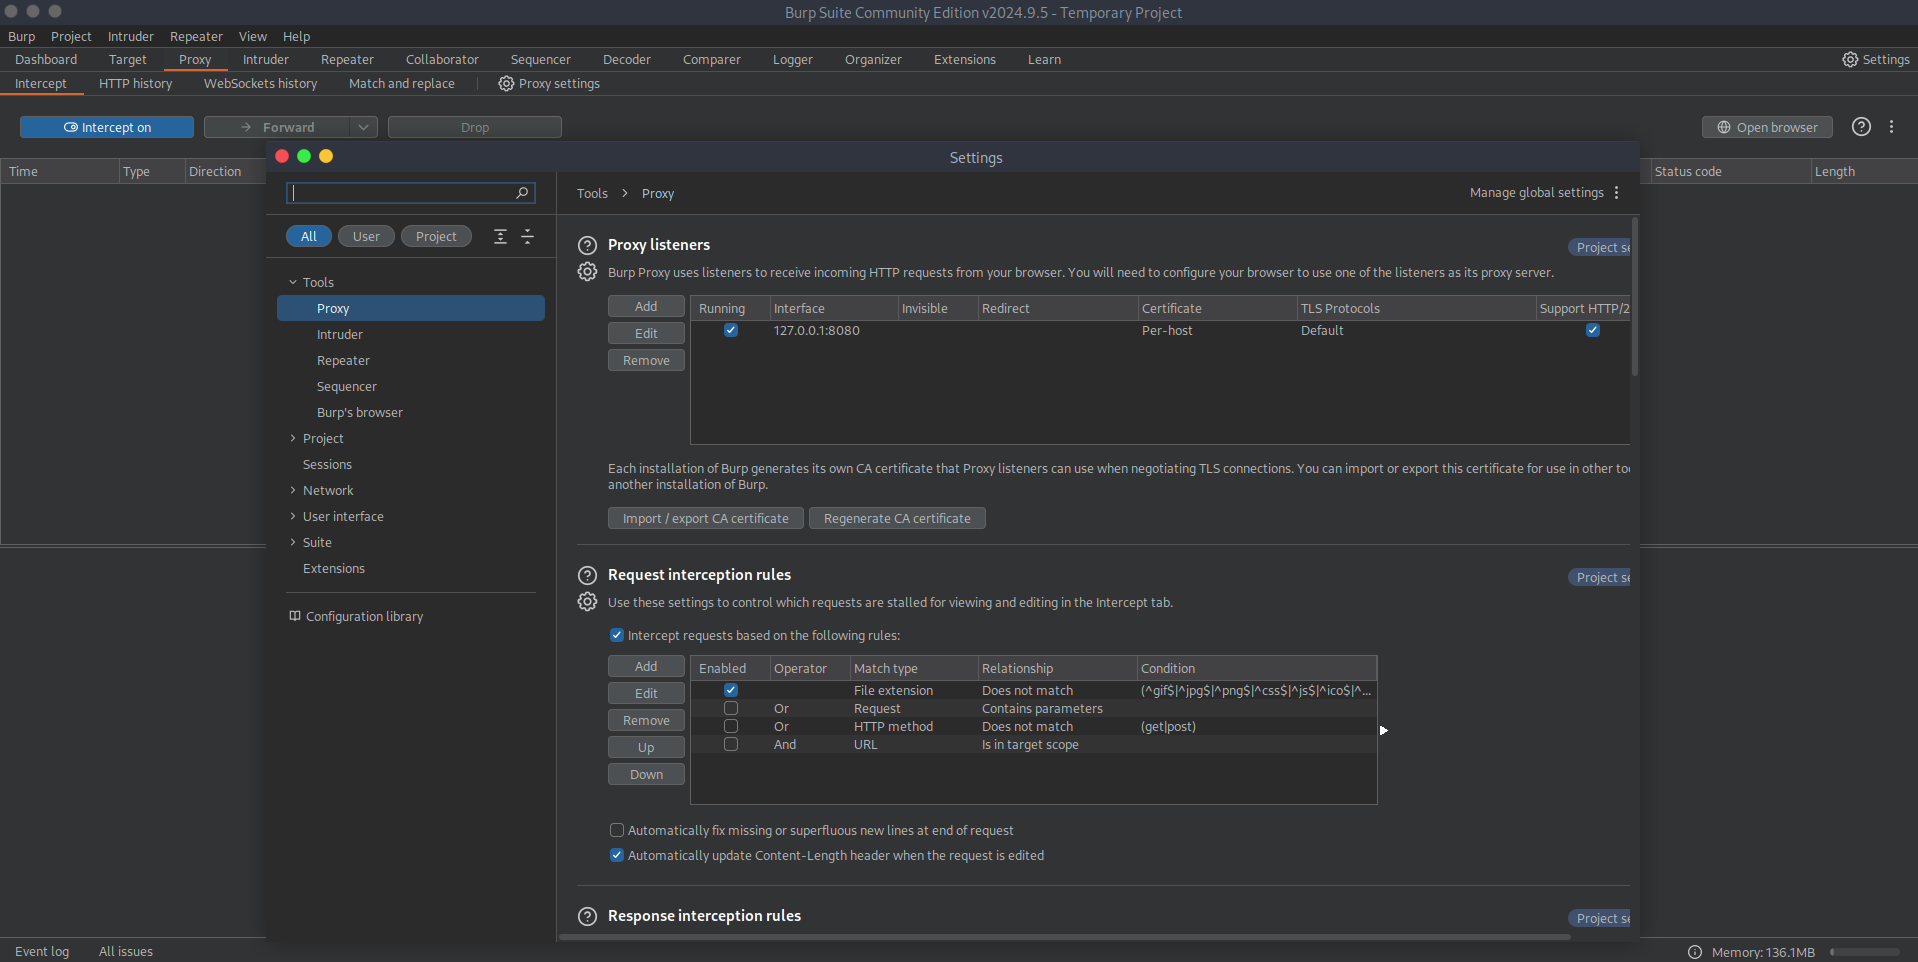 Burp Suite Community Edition v2024.9.5 - Temporary Project
Burp Project Intruder Repeater View Help
Dashboard Target Proxy Intruder Repeater Collaborator Sequencer Decoder Comparer Logger Organizer Extensions Learn Settings
Intercept HTTP history WebSockets history Match and replace Proxy settings
Intercept on Forward Drop Open browser
Time Type Direction Status code Length
Settings
Tools > Proxy Manage global settings
All User Project
Tools
Proxy
Intruder
Repeater
Sequencer
Burp's browser
Project
Sessions
Network
User interface
Suite
Extensions
Configuration library
Proxy listeners Project se
Burp Proxy uses listeners to receive incoming HTTP requests from your browser. You will need to configure your browser to use one of the listeners as its proxy server.
Add
Edit
Remove
Running Interface Invisible Redirect Certificate TLS Protocols Support HTTP/2
127.0.0.1:8080 Per-host Default
Each installation of Burp generates its own CA certificate that Proxy listeners can use when negotiating TLS connections. You can import or export this certificate for use in other too
another installation of Burp.
Import / export CA certificate Regenerate CA certificate
Request interception rules Project se
Use these settings to control which requests are stalled for viewing and editing in the Intercept tab.
Intercept requests based on the following rules:
Add
Edit
Remove
Up
Down
Enabled Operator Match type Relationship Condition
File extension Does not match (^gif$|^jpg$|^png$|^css$|^js$|^ico$|^...
Or Request Contains parameters
Or HTTP method Does not match (get|post)
And URL Is in target scope
Automatically fix missing or superfluous new lines at end of request
Automatically update Content-Length header when the request is edited
Response interception rules Project se
Event log All issues Memory: 136.1MB